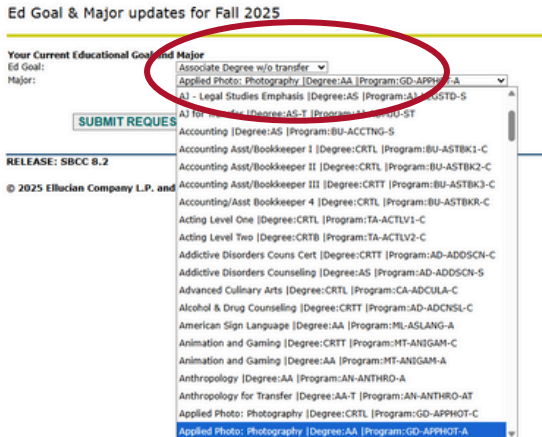 Ed Goal & Major updates for Fall 2025
Your Current Educational Goal and Major
Ed Goal: Associate Degree w/o transfer
Major: Applied Photo: Photography |Degree:AA |Program:GD-APPHOT-A
AJ - Legal Studies Emphasis |Degree:AS |Program:AJ-LEGSTD-S
AJ for Transfer |Degree:AS-T
Accounting |Degree:AS |Program:BU-ACCTNG-S
Accounting Asst/Bookkeeper I |Degree:CRTL |Program:BU-ASTBK1-C
Accounting Asst/Bookkeeper II |Degree:CRTL |Program:BU-ASTBK2-C
Accounting Asst/Bookkeeper III |Degree:CRTT |Program:BU-ASTBK3-C
Accounting/Asst Bookkeeper 4 |Degree:CRTL |Program:BU-ASTBKR-C
Acting Level One |Degree:CRTL |Program:TA-ACTLV1-C
Acting Level Two |Degree:CRTB |Program:TA-ACTLV2-C
Addictive Disorders Couns Cert |Degree:CRTT |Program:AD-ADDSCN-C
Addictive Disorders Counseling |Degree:AS |Program:AD-ADDSCN-S
Advanced Culinary Arts |Degree:CRTL |Program:CA-ADCULA-C
Alcohol & Drug Counseling |Degree:CRTT |Program:AD-ADCNSL-C
American Sign Language |Degree:AA |Program:ML-ASLANG-A
Animation and Gaming |Degree:CRTT |Program:MT-ANIGAM-C
Animation and Gaming |Degree:AA |Program:MT-ANIGAM-A
Anthropology |Degree:AA |Program:AN-ANTHRO-A
Anthropology for Transfer |Degree:AA-T |Program:AN-ANTHRO-AT
Applied Photo: Photography |Degree:CRTL |Program:GD-APPHOT-C
Applied Photo: Photography |Degree:AA |Program:GD-APPHOT-A
SUBMIT REQUES
RELEASE: SBCC 8.2
© 2025 Ellucian Company L.P. and